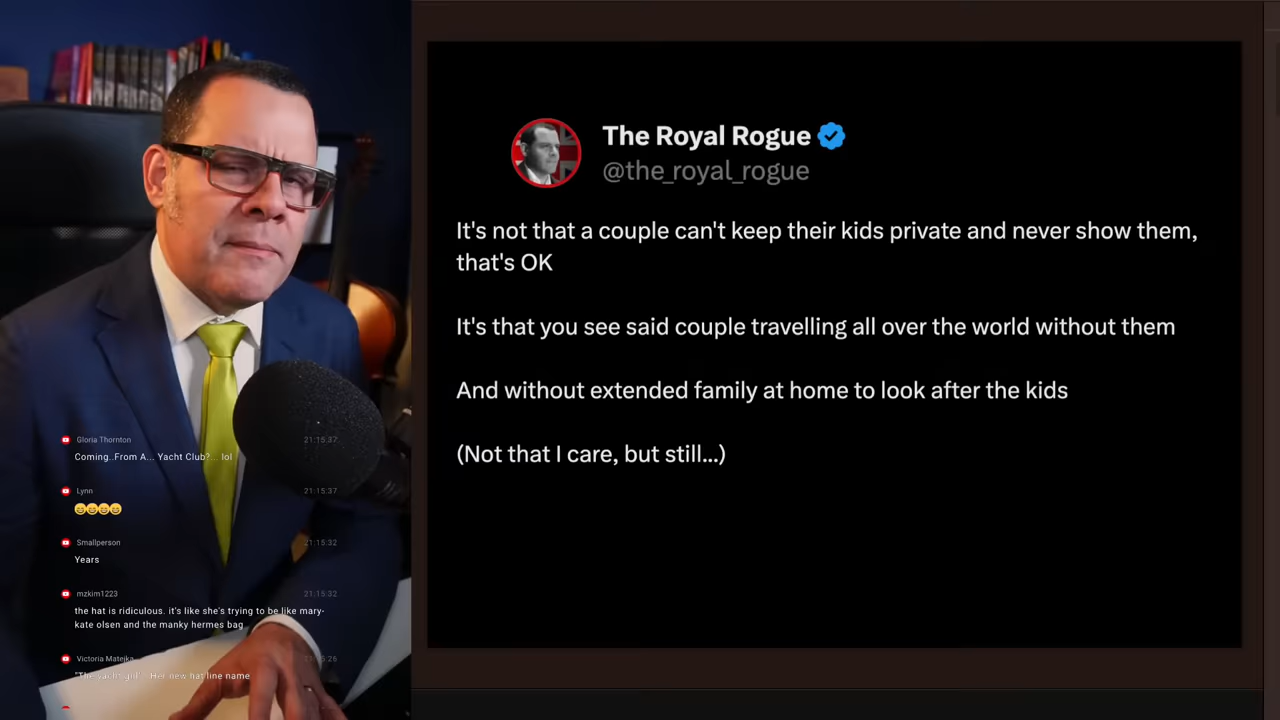 The Royal Rogue
@the_royal_rogue
It's not that a couple can't keep their kids private and never show them,
that's OK
It's that you see said couple travelling all over the world without them
And without extended family at home to look after the kids
(Not that I care, but still...)
Gloria Thornton 21:15:37
Coming..From A... Yacht Club?... lol
Lynn 21:15:37
Smallperson 21:15:32
Years
mzkim1223 21:15:32
the hat is ridiculous. it's like she's trying to be like mary-
kate olsen and the manky hermes bag
Victoria Matejka
Her new hat line name